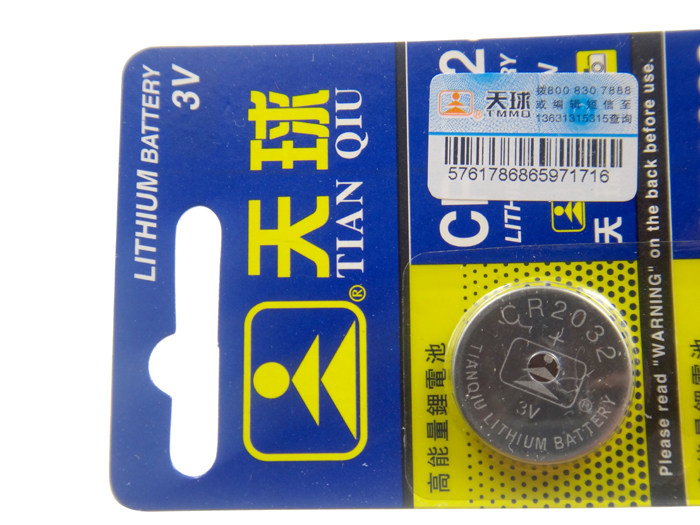 LITHIUM BATTERY
3V
天球
TIAN QIU
®
天球
TMMQ
®
拨800 830 7888
或编辑短信至
13631315315查询
5761786865971716
天
高能量鋰電池
CR2032
+
3V
®
TIANQIU LITHIUM BATTERY
Please read "WARNING" on the back before use.